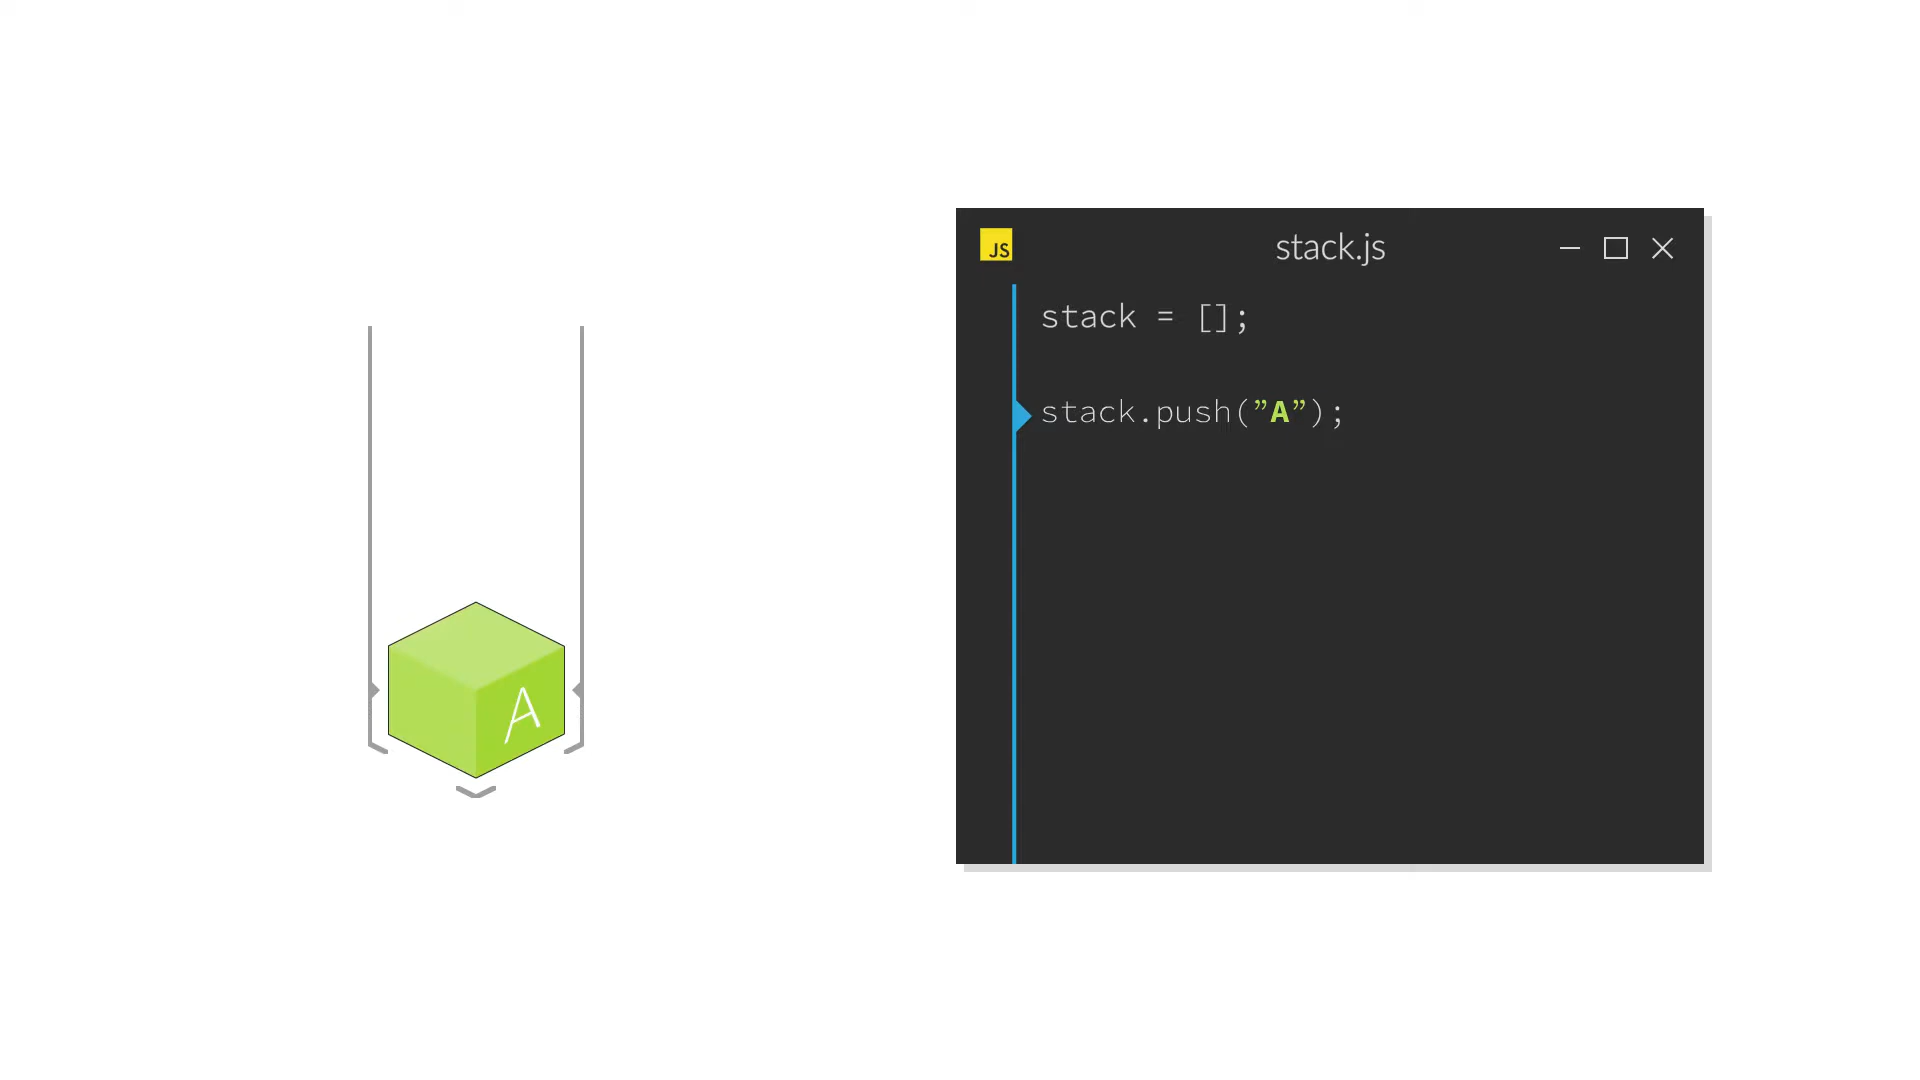 A
JS
stack.js
stack = [];
stack.push(”A”);